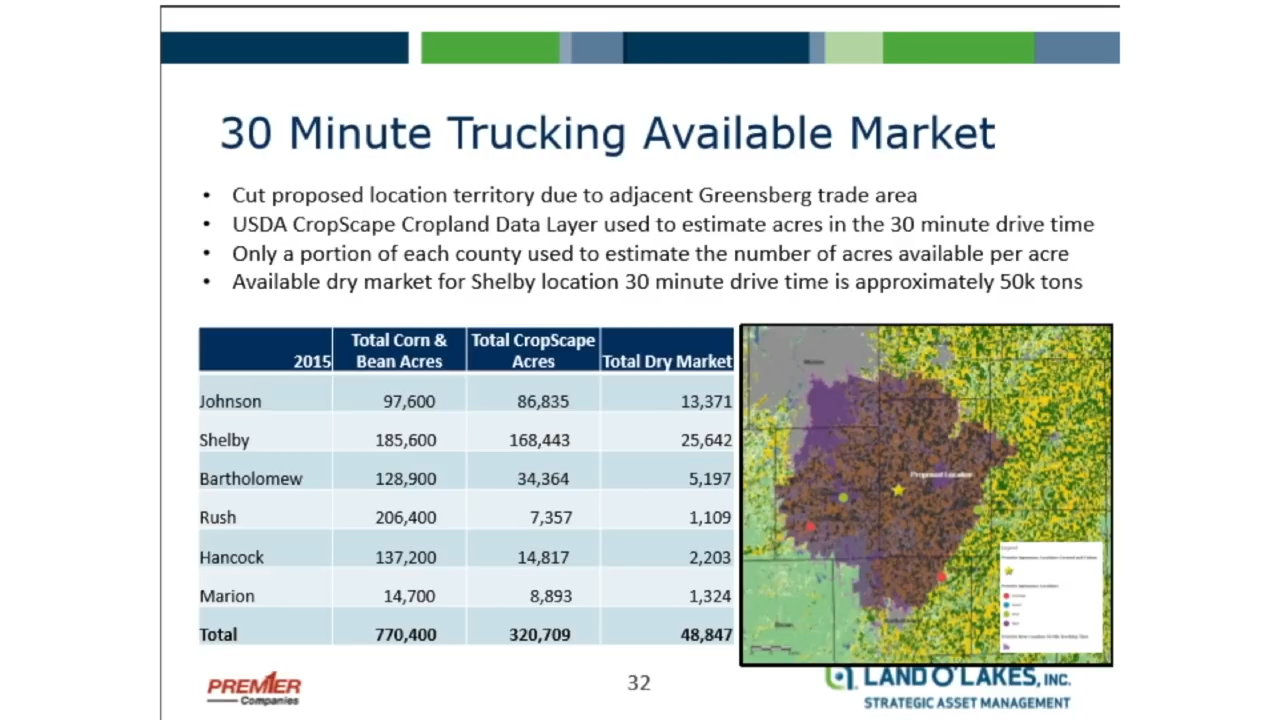 30 Minute Trucking Available Market
• Cut proposed location territory due to adjacent Greensberg trade area
• USDA CropScape Cropland Data Layer used to estimate acres in the 30 minute drive time
• Only a portion of each county used to estimate the number of acres available per acre
• Available dry market for Shelby location 30 minute drive time is approximately 50k tons
2015 Total Corn & Bean Acres Total CropScape Acres Total Dry Market
Johnson 97,600 86,835 13,371
Shelby 185,600 168,443 25,642
Bartholomew 128,900 34,364 5,197
Rush 206,400 7,357 1,109
Hancock 137,200 14,817 2,203
Marion 14,700 8,893 1,324
Total 770,400 320,709 48,847
Proposed Location
Legend
PREMIER
Companies
32
LAND O'LAKES, INC.
STRATEGIC ASSET MANAGEMENT